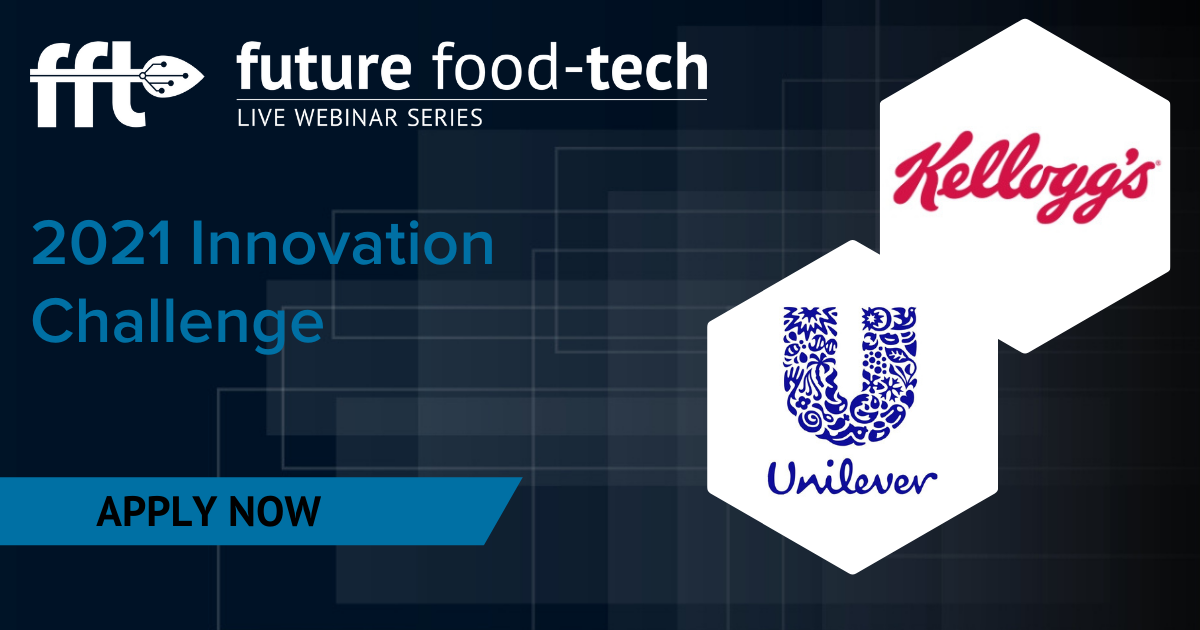 fft
future food-tech
LIVE WEBINAR SERIES
2021 Innovation
Challenge
APPLY NOW
Kellogg's®
Unilever